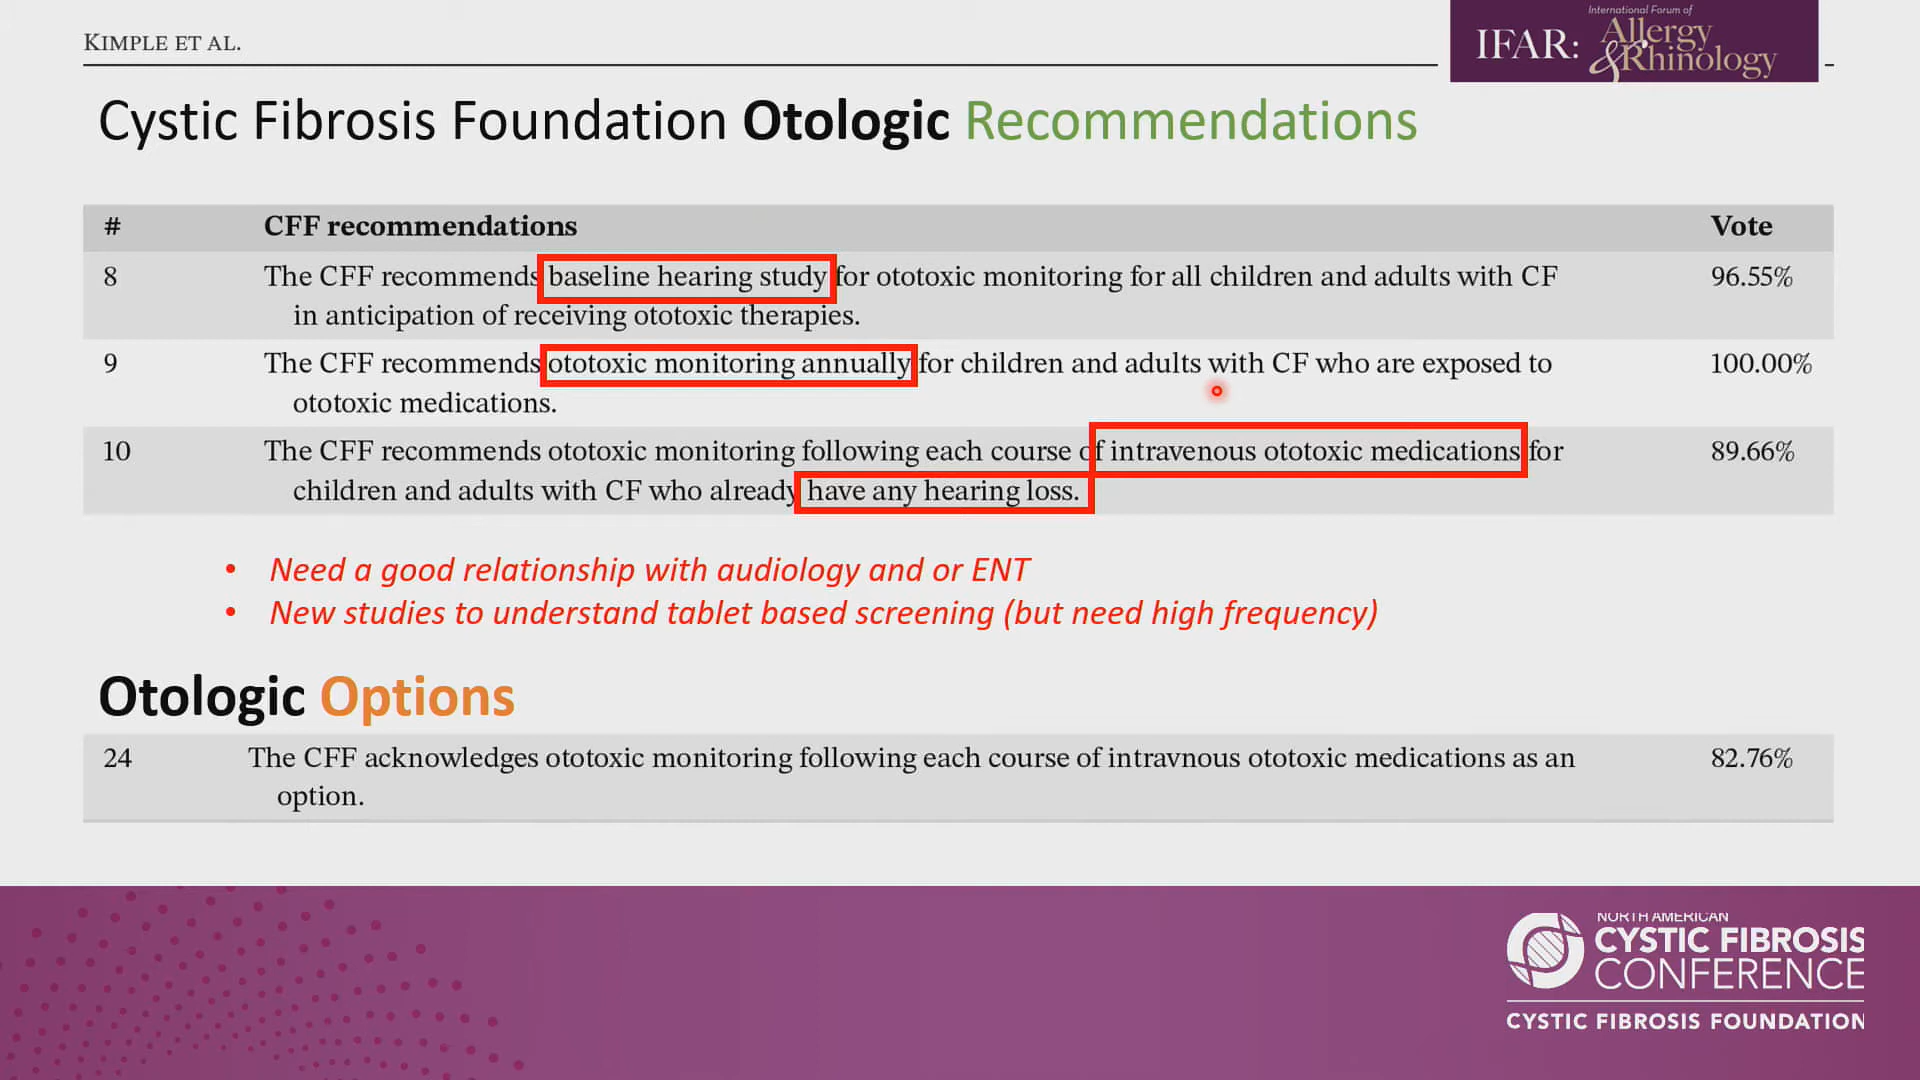 KIMPLE ET AL.
International Forum of
IFAR: Allergy
&Rhinology
Cystic Fibrosis Foundation Otologic Recommendations
# CFF recommendations Vote
8 The CFF recommends baseline hearing study for ototoxic monitoring for all children and adults with CF 96.55%
in anticipation of receiving ototoxic therapies.
9 The CFF recommends ototoxic monitoring annually for children and adults with CF who are exposed to 100.00%
ototoxic medications.
10 The CFF recommends ototoxic monitoring following each course of intravenous ototoxic medications for 89.66%
children and adults with CF who already have any hearing loss.
• Need a good relationship with audiology and or ENT
• New studies to understand tablet based screening (but need high frequency)
Otologic Options
24 The CFF acknowledges ototoxic monitoring following each course of intravnous ototoxic medications as an 82.76%
option.
NORTH AMERICAN
CYSTIC FIBROSIS
CONFERENCE
CYSTIC FIBROSIS FOUNDATION